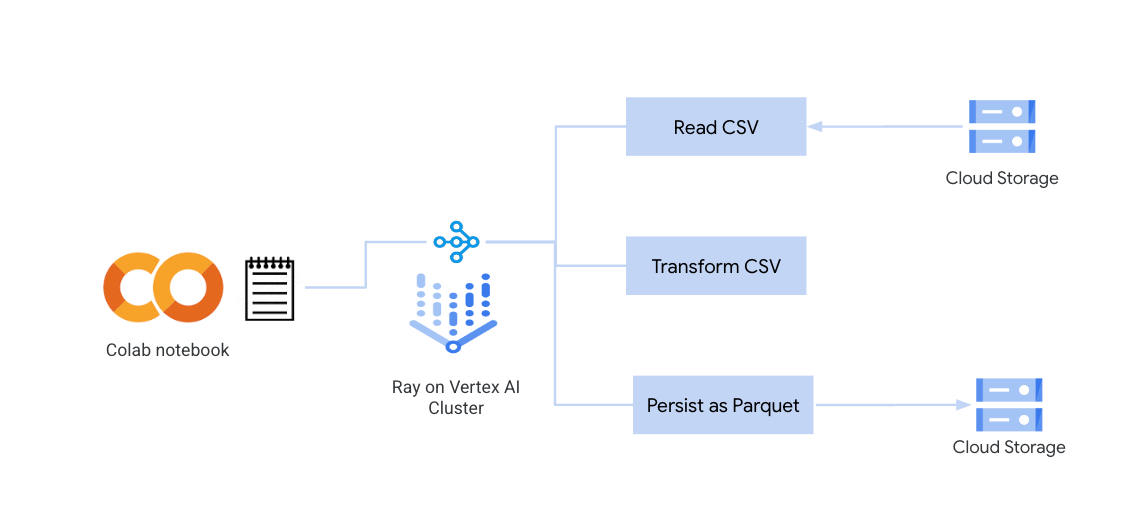 Read CSV
Cloud Storage
Transform CSV
Colab notebook
Ray on Vertex AI
Cluster
Persist as Parquet
Cloud Storage